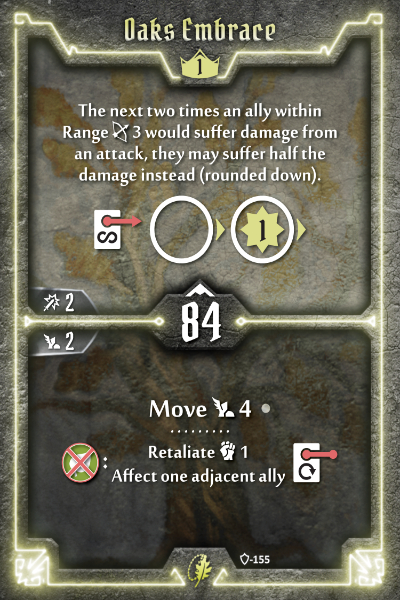 Oaks Embrace
1
The next two times an ally within
Range 3 would suffer damage from
an attack, they may suffer half the
damage instead (rounded down).
1
2
84
2
Move 4
Retaliate 1
: Affect one adjacent ally
-155